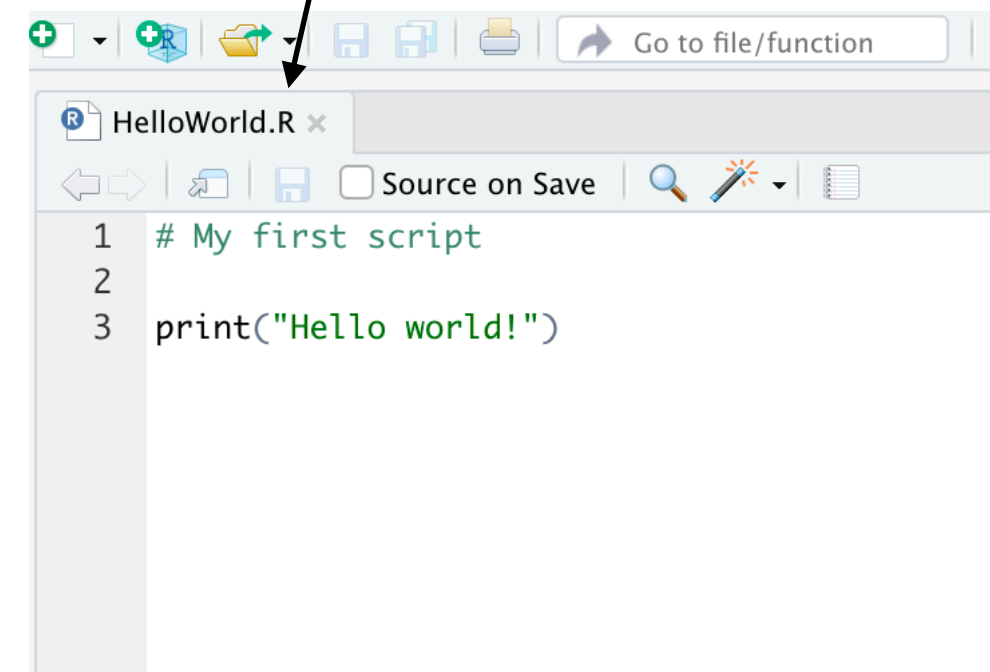 R
Go to file/function
R HelloWorld.R
Source on Save
1 # My first script
2
3 print("Hello world!")